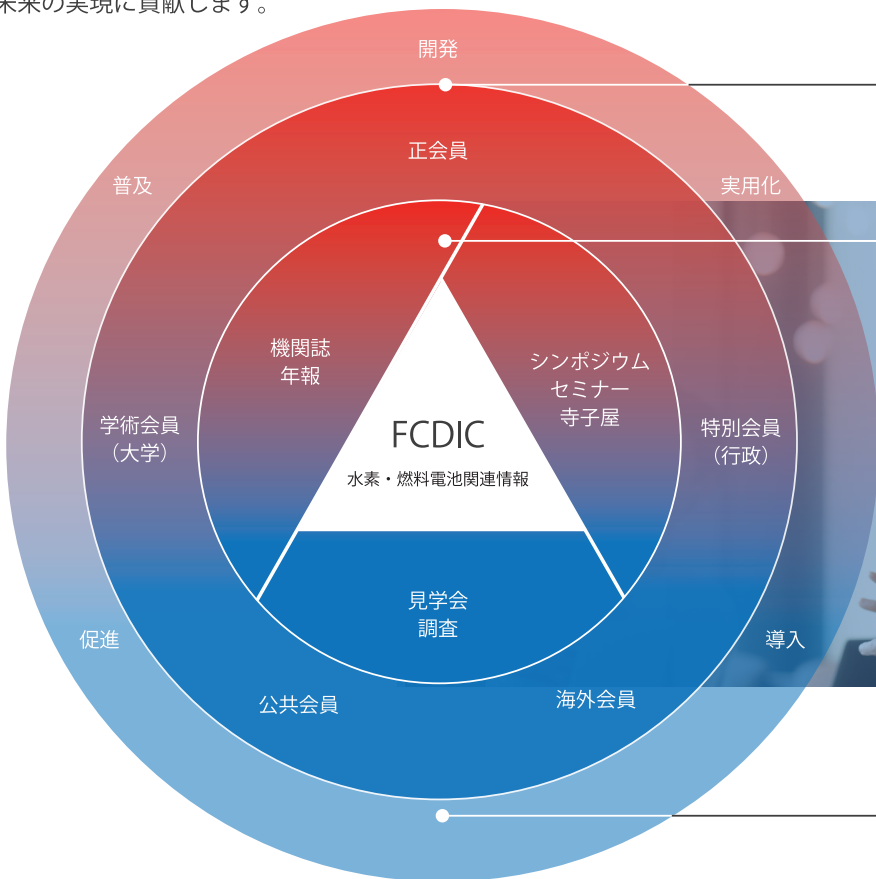 未来の実現に貢献します。
開発
正会員
普及
実用化
機関誌
年報
シンポジウム
セミナー
寺子屋
学術会員
（大学）
特別会員
（行政）
FCDIC
水素・燃料電池関連情報
見学会
調査
促進
導入
公共会員
海外会員